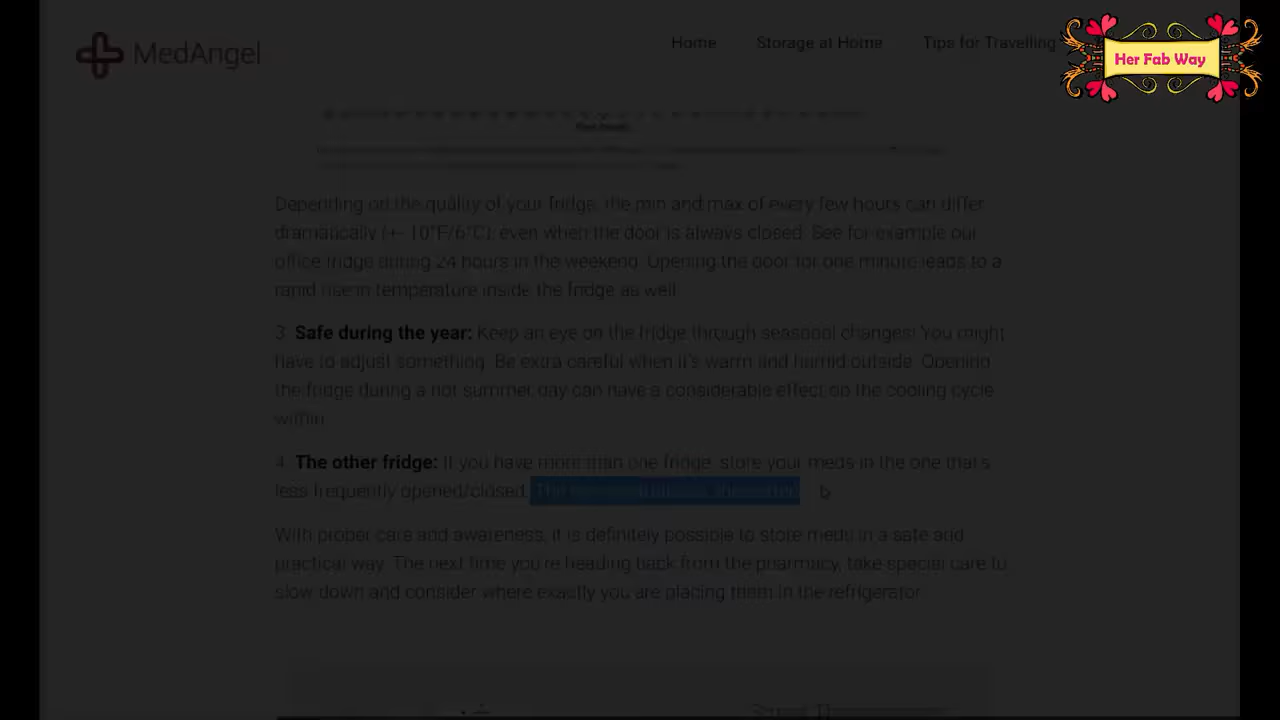 MedAngel
Home Storage at Home Tips for Travelling
Her Fab Way
Depending on the quality of your fridge, the min and max of every few hours can differ
dramatically (+- 10°F/6°C), even when the door is always closed. See for example our
office fridge during 24 hours in the weekend. Opening the door for one minute leads to a
rapid rise in temperature inside the fridge as well.
3. Safe during the year: Keep an eye on the fridge through seasonal changes! You might
have to adjust something. Be extra careful when it's warm and humid outside. Opening
the fridge during a hot summer day can have a considerable effect on the cooling cycle
within.
4. The other fridge: If you have more than one fridge, store your meds in the one that's
less frequently opened/closed. The
With proper care and awareness, it is definitely possible to store meds in a safe and
practical way. The next time you're heading back from the pharmacy, take special care to
slow down and consider where exactly you are placing them in the refrigerator.